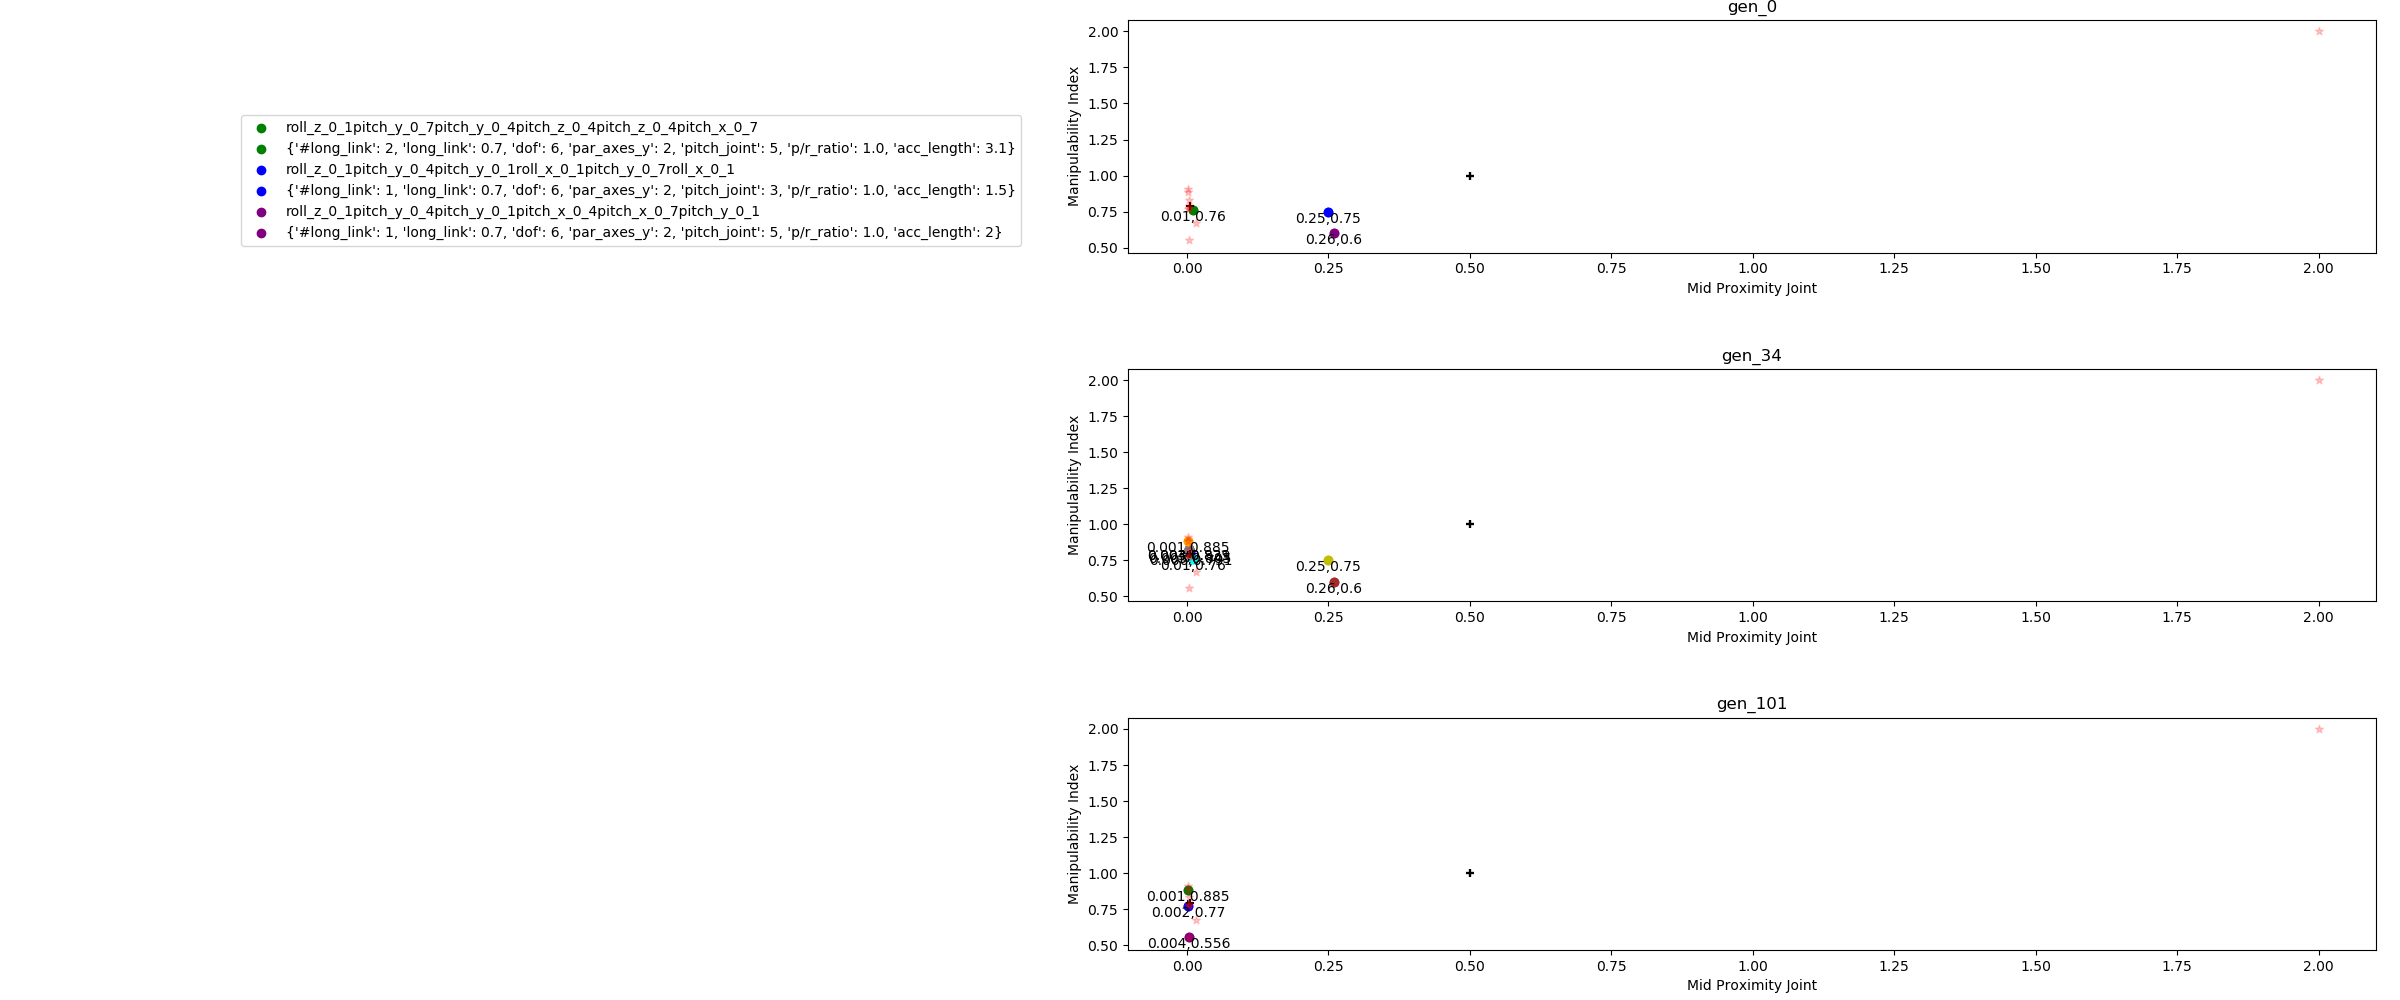 roll_z_0_1pitch_y_0_7pitch_y_0_4pitch_z_0_4pitch_z_0_4pitch_x_0_7
{'#long_link': 2, 'long_link': 0.7, 'dof': 6, 'par_axes_y': 2, 'pitch_joint': 5, 'p/r_ratio': 1.0, 'acc_length': 3.1}
roll_z_0_1pitch_y_0_4pitch_y_0_1roll_x_0_1pitch_y_0_7roll_x_0_1
{'#long_link': 1, 'long_link': 0.7, 'dof': 6, 'par_axes_y': 2, 'pitch_joint': 3, 'p/r_ratio': 1.0, 'acc_length': 1.5}
roll_z_0_1pitch_y_0_4pitch_y_0_1pitch_x_0_4pitch_x_0_7pitch_y_0_1
{'#long_link': 1, 'long_link': 0.7, 'dof': 6, 'par_axes_y': 2, 'pitch_joint': 5, 'p/r_ratio': 1.0, 'acc_length': 2}
gen_0
Manipulability Index
2.00
1.75
1.50
1.25
1.00
0.75
0.50
0.01,0.76
0.25,0.75
0.26,0.6
0.00 0.25 0.50 0.75 1.00 1.25 1.50 1.75 2.00
Mid Proximity Joint
gen_34
Manipulability Index
2.00
1.75
1.50
1.25
1.00
0.75
0.50
0.001,0.885
0.01,0.76
0.25,0.75
0.26,0.6
0.00 0.25 0.50 0.75 1.00 1.25 1.50 1.75 2.00
Mid Proximity Joint
gen_101
Manipulability Index
2.00
1.75
1.50
1.25
1.00
0.75
0.50
0.001,0.885
0.002,0.77
0.004,0.556
0.00 0.25 0.50 0.75 1.00 1.25 1.50 1.75 2.00
Mid Proximity Joint